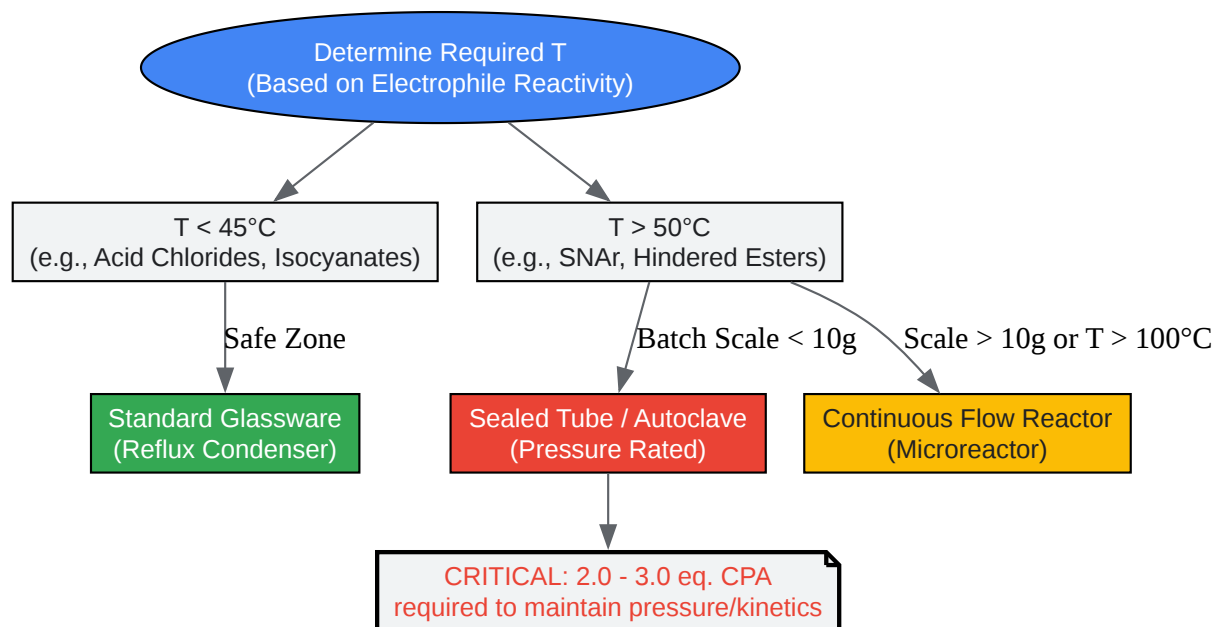 Determine Required T
(Based on Electrophile Reactivity)
T < 45°C
(e.g., Acid Chlorides, Isocyanates)
T > 50°C
(e.g., SNAr, Hindered Esters)
Safe Zone
Batch Scale < 10g
Scale > 10g or T > 100°C
Standard Glassware
(Reflux Condenser)
Sealed Tube / Autoclave
(Pressure Rated)
Continuous Flow Reactor
(Microreactor)
CRITICAL: 2.0 - 3.0 eq. CPA
required to maintain pressure/kinetics